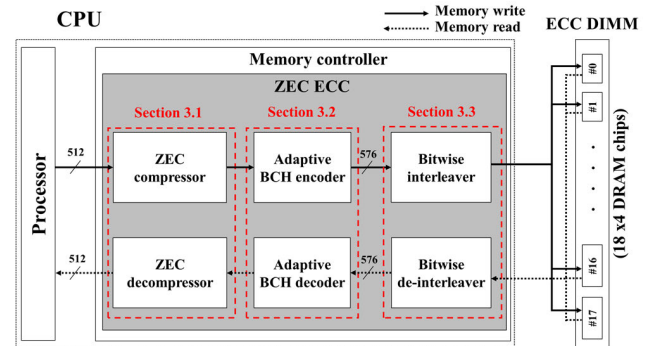 CPU
Memory write
Memory read
ECC DIMM
Memory controller
ZEC ECC
Section 3.1
Section 3.2
Section 3.3
Processor
512
ZEC
compressor
Adaptive
BCH encoder
576
Bitwise
interleaver
512
ZEC
decompressor
Adaptive
BCH decoder
576
Bitwise
de-interleaver
#0
#1
#16
#17
(18 x4 DRAM chips)